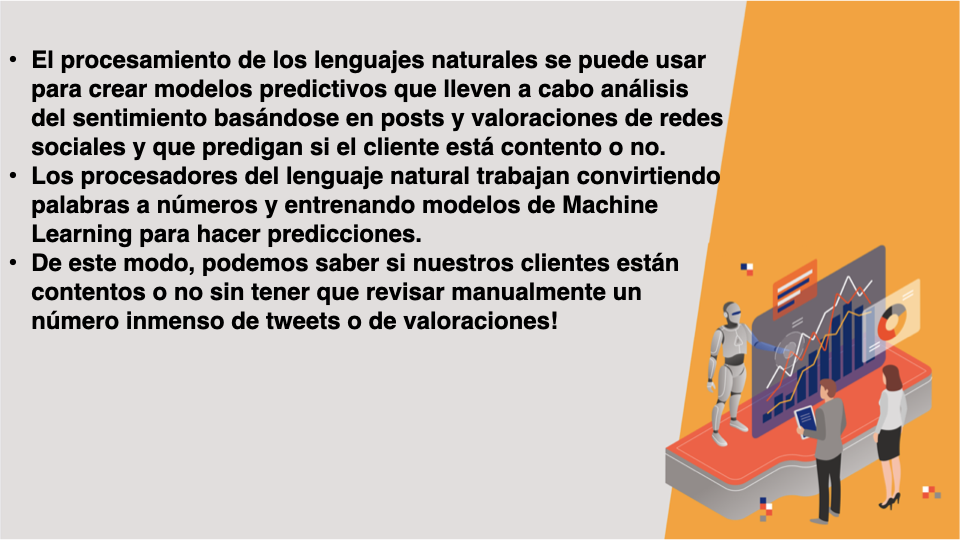 • El procesamiento de los lenguajes naturales se puede usar
para crear modelos predictivos que lleven a cabo análisis
del sentimiento basándose en posts y valoraciones de redes
sociales y que predigan si el cliente está contento o no.
• Los procesadores del lenguaje natural trabajan convirtiendo
palabras a números y entrenando modelos de Machine
Learning para hacer predicciones.
• De este modo, podemos saber si nuestros clientes están
contentos o no sin tener que revisar manualmente un
número inmenso de tweets o de valoraciones!